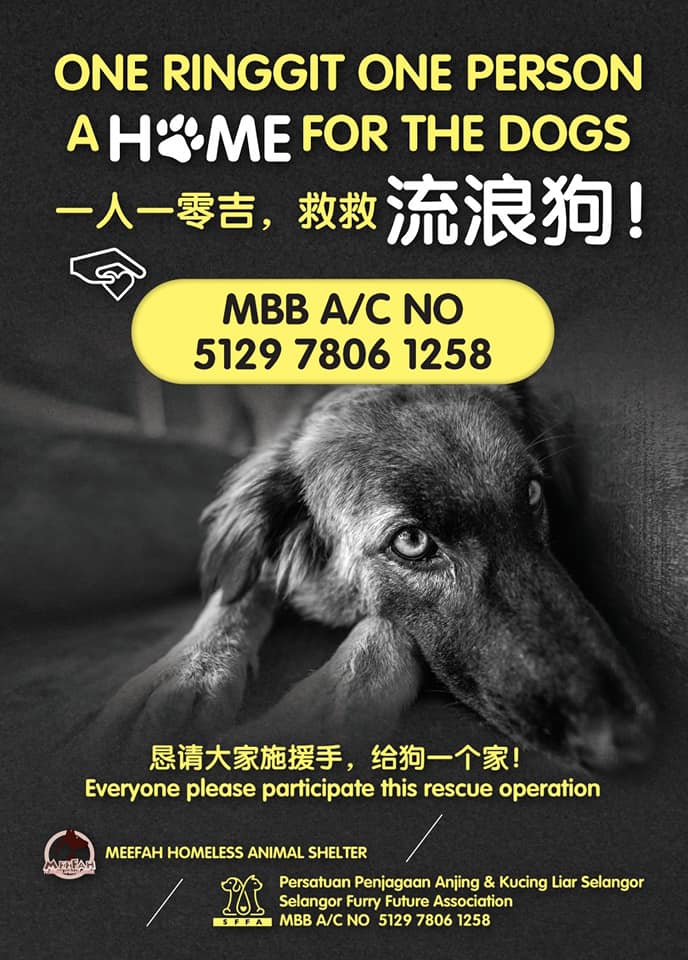 ONE RINGGIT ONE PERSON
A HOME FOR THE DOGS
一人一零吉，救救流浪狗！
MBB A/C NO
5129 7806 1258
恳请大家施援手，给狗一个家！
Everyone please participate this rescue operation
MEEFAH
MEEFAH HOMELESS ANIMAL SHELTER
SFFA
Persatuan Penjagaan Anjing & Kucing Liar Selangor
Selangor Furry Future Association
MBB A/C NO 5129 7806 1258